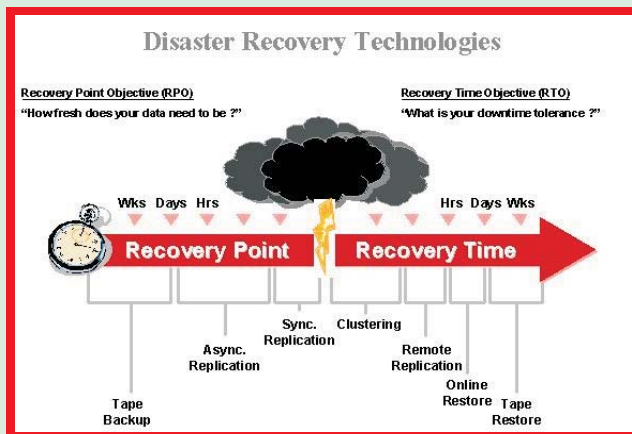 Disaster Recovery Technologies
Recovery Point Objective (RPO)
"How fresh does your data need to be ?"
Recovery Time Objective (RTO)
"What is your downtime tolerance ?"
Wks Days Hrs
Hrs Days Wks
Recovery Point
Recovery Time
Sync.
Replication
Clustering
Async.
Replication
Remote
Replication
Online
Restore
Tape
Backup
Tape
Restore